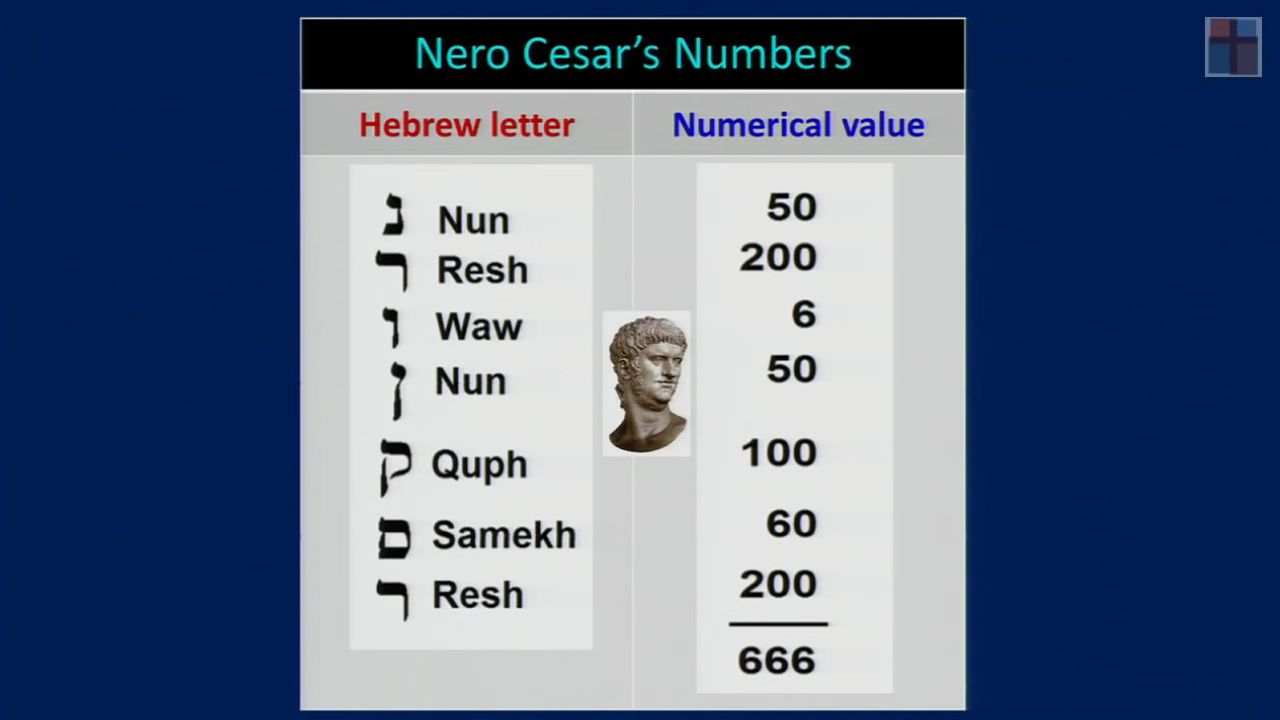 Nero Cesar’s Numbers
Hebrew letter Numerical value
נ Nun 50
ר Resh 200
ו Waw 6
ן Nun 50
ק Quph 100
ם Samekh 60
ר Resh 200
666